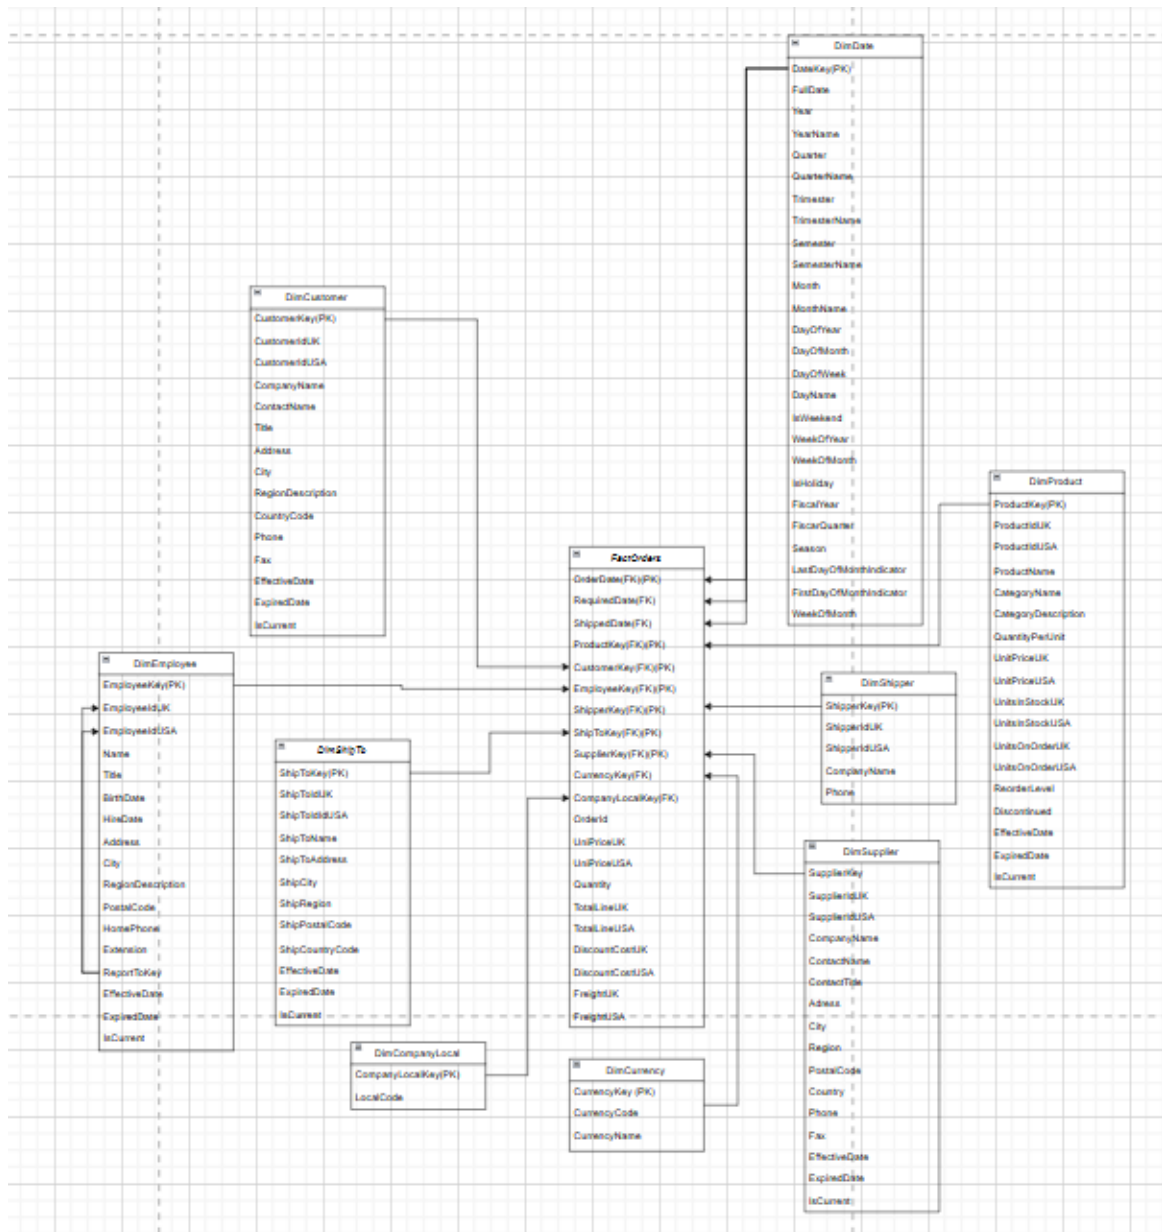 DimDate
DateKey(PK)
FullDate
Year
YearName
Quarter
QuarterName
Trimester
TrimesterName
Semester
SemesterName
Month
MonthName
DayOfYear
DayOfMonth
DayOfWeek
DayName
IsWeekend
WeekOfYear
WeekOfMonth
IsHoliday
FiscalYear
FiscarQuarter
Season
LastDayOfMonthIndicator
FirstDayOfMonthIndicator
WeekOfMonth
DimCustomer
CustomerKey(PK)
CustomerIdUK
CustomerIdUSA
CompanyName
ContactName
Title
Address
City
RegionDescription
CountryCode
Phone
Fax
EffectiveDate
ExpiredDate
IsCurrent
DimProduct
ProductKey(PK)
ProductIdUK
ProductIdUSA
ProductName
CategoryName
CategoryDescription
QuantityPerUnit
UnitPriceUK
UnitPriceUSA
UnitsInStockUK
UnitsInStockUSA
UnitsOnOrderUK
UnitsOnOrderUSA
ReorderLevel
Discontinued
EffectiveDate
ExpiredDate
IsCurrent
FactOrders
OrderDate(FK)(PK)
RequiredDate(FK)
ShippedDate(FK)
ProductKey(FK)(PK)
CustomerKey(FK)(PK)
EmployeeKey(FK)(PK)
ShipperKey(FK)(PK)
ShipToKey(FK)(PK)
SupplierKey(FK)(PK)
CurrencyKey(FK)
CompanyLocalKey(FK)
OrderId
UniPriceUK
UniPriceUSA
Quantity
TotalLineUK
TotalLineUSA
DiscountCostUK
DiscountCostUSA
FreightUK
FreightUSA
DimEmployee
EmployeeKey(PK)
EmployeeIdUK
EmployeeIdUSA
Name
Title
BirthDate
HireDate
Address
City
RegionDescription
PostalCode
HomePhone
Extension
ReportToKey
EffectiveDate
ExpiredDate
IsCurrent
DimShipper
ShipperKey(PK)
ShipperIdUK
ShipperIdUSA
CompanyName
Phone
DimShipTo
ShipToKey(PK)
ShipToIdUK
ShipToIdIdUSA
ShipToName
ShipToAddress
ShipCity
ShipRegion
ShipPostalCode
ShipCountryCode
EffectiveDate
ExpiredDate
IsCurrent
DimSupplier
SupplierKey
SupplierIdUK
SupplierIdUSA
CompanyName
ContactName
ContactTitle
Adress
City
Region
PostalCode
Country
Phone
Fax
EffectiveDate
ExpiredDate
IsCurrent
DimCompanyLocal
CompanyLocalKey(PK)
LocalCode
DimCurrency
CurrencyKey (PK)
CurrencyCode
CurrencyName